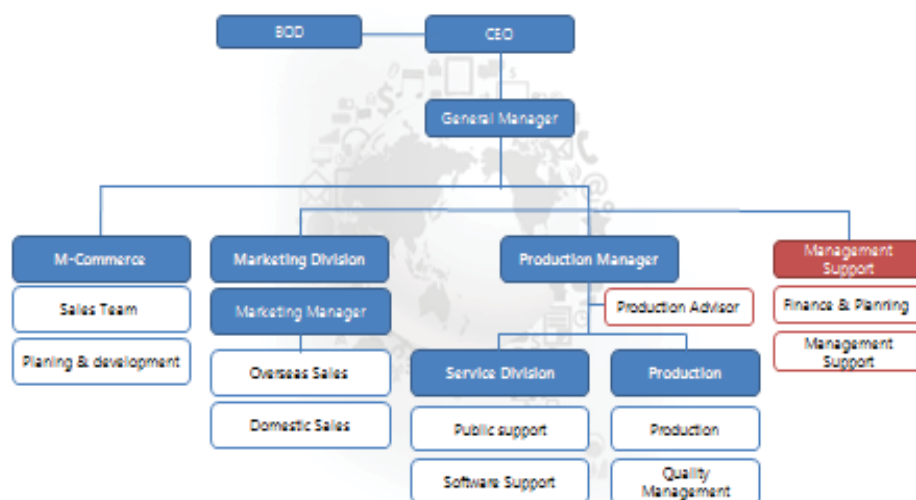 BOD
CEO
General Manager
M-Commerce
Marketing Division
Production Manager
Management
Support
Sales Team
Marketing Manager
Production Advisor
Finance & Planning
Planing & development
Overseas Sales
Service Division
Production
Management
Support
Domestic Sales
Public support
Production
Software Support
Quality
Management